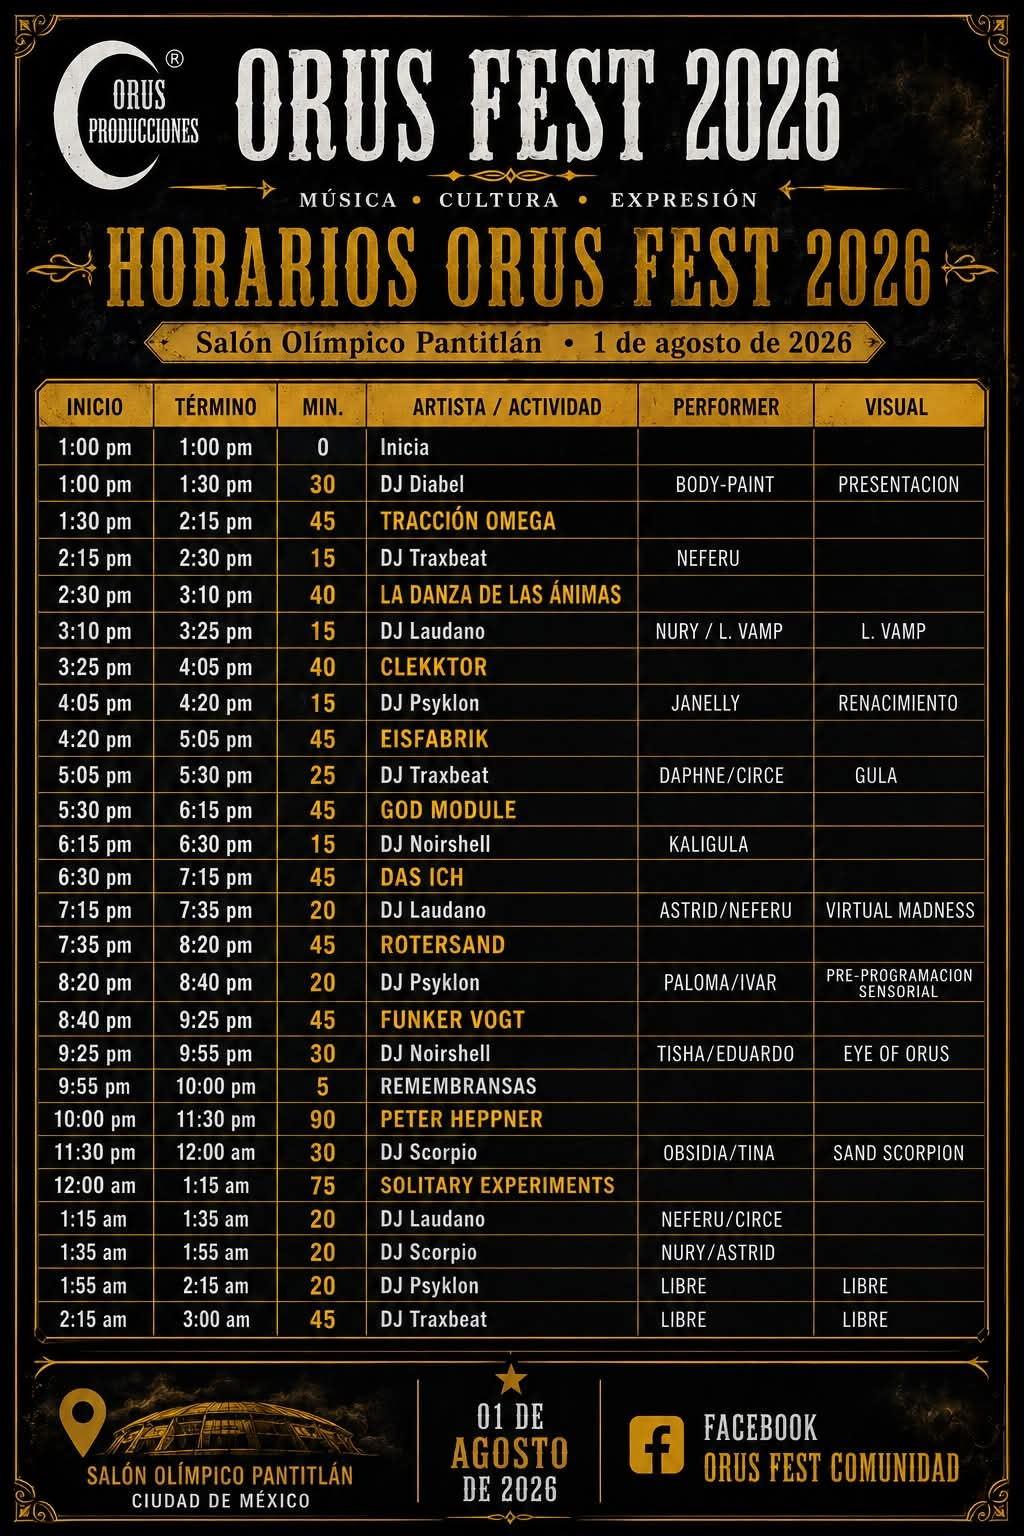 ORUS
PRODUCCIONES
®
ORUS FEST 2026
MÚSICA • CULTURA • EXPRESIÓN
HORARIOS ORUS FEST 2026
Salón Olímpico Pantitlán • 1 de agosto de 2026
INICIO TÉRMINO MIN. ARTISTA / ACTIVIDAD PERFORMER VISUAL
1:00 pm 1:00 pm 0 Inicia
1:00 pm 1:30 pm 30 DJ Diabel BODY-PAINT PRESENTACION
1:30 pm 2:15 pm 45 TRACCIÓN OMEGA
2:15 pm 2:30 pm 15 DJ Traxbeat NEFERU
2:30 pm 3:10 pm 40 LA DANZA DE LAS ÁNIMAS
3:10 pm 3:25 pm 15 DJ Laudano NURY / L. VAMP L. VAMP
3:25 pm 4:05 pm 40 CLEKKTOR
4:05 pm 4:20 pm 15 DJ Psyklon JANELLY RENACIMIENTO
4:20 pm 5:05 pm 45 EISFABRIK
5:05 pm 5:30 pm 25 DJ Traxbeat DAPHNE/CIRCE GULA
5:30 pm 6:15 pm 45 GOD MODULE
6:15 pm 6:30 pm 15 DJ Noirshell KALIGULA
6:30 pm 7:15 pm 45 DAS ICH
7:15 pm 7:35 pm 20 DJ Laudano ASTRID/NEFERU VIRTUAL MADNESS
7:35 pm 8:20 pm 45 ROTERSAND
8:20 pm 8:40 pm 20 DJ Psyklon PALOMA/IVAR PRE-PROGRAMACION
SENSORIAL
8:40 pm 9:25 pm 45 FUNKER VOGT
9:25 pm 9:55 pm 30 DJ Noirshell TISHA/EDUARDO EYE OF ORUS
9:55 pm 10:00 pm 5 REMEMBRANSAS
10:00 pm 11:30 pm 90 PETER HEPPNER
11:30 pm 12:00 am 30 DJ Scorpio OBSIDIA/TINA SAND SCORPION
12:00 am 1:15 am 75 SOLITARY EXPERIMENTS
1:15 am 1:35 am 20 DJ Laudano NEFERU/CIRCE
1:35 am 1:55 am 20 DJ Scorpio NURY/ASTRID
1:55 am 2:15 am 20 DJ Psyklon LIBRE LIBRE
2:15 am 3:00 am 45 DJ Traxbeat LIBRE LIBRE
SALÓN OLÍMPICO PANTITLÁN
CIUDAD DE MÉXICO
01 DE
AGOSTO
DE 2026
FACEBOOK
ORUS FEST COMUNIDAD